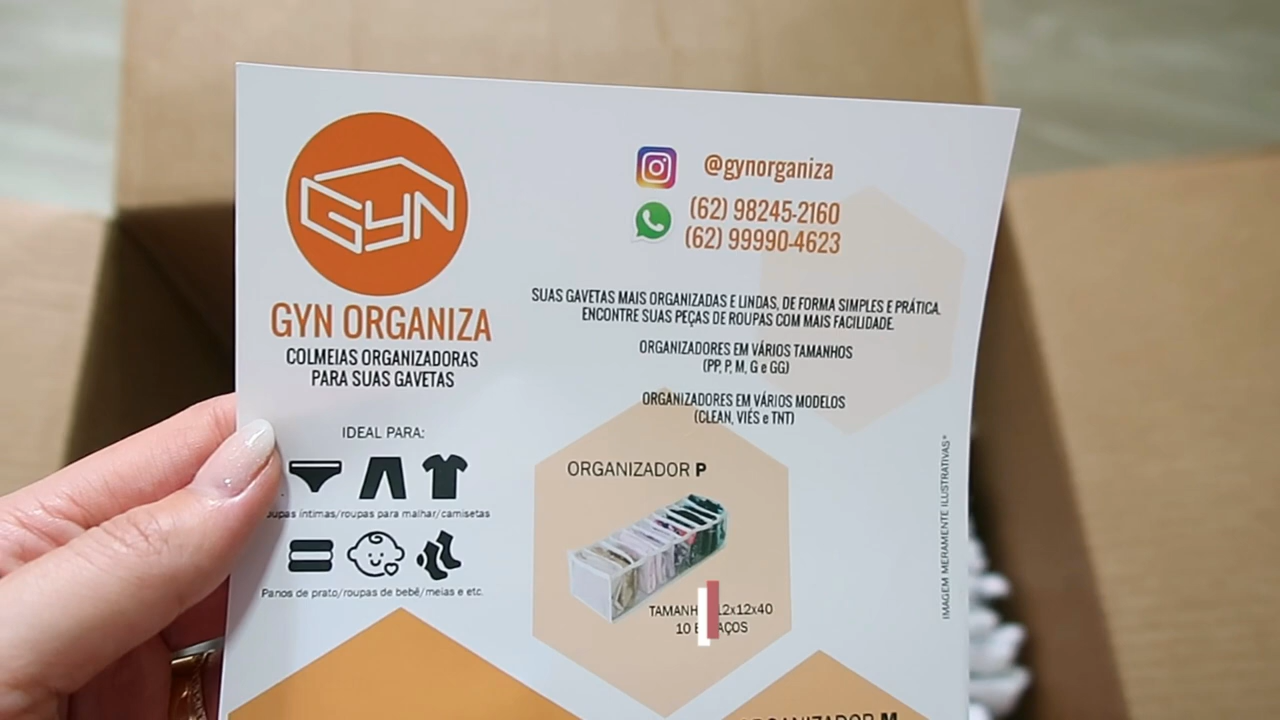 GYN
GYN ORGANIZA
COLMEIAS ORGANIZADORAS
PARA SUAS GAVETAS
IDEAL PARA:
íntimas/roupas para malhar/camisetas
Panos de prato/roupas de bebê/meias e etc.
@gynorganiza
(62) 98245-2160
(62) 99990-4623
SUAS GAVETAS MAIS ORGANIZADAS E LINDAS, DE FORMA SIMPLES E PRÁTICA.
ENCONTRE SUAS PEÇAS DE ROUPAS COM MAIS FACILIDADE.
ORGANIZADORES EM VÁRIOS TAMANHOS
(PP, P, M, G e GG)
ORGANIZADORES EM VÁRIOS MODELOS
(CLEAN, VIÉS e TNT)
ORGANIZADOR P
12x12x40
10
IMAGEM MERAMENTE ILUSTRATIVAS*
ORGANIZADOR M